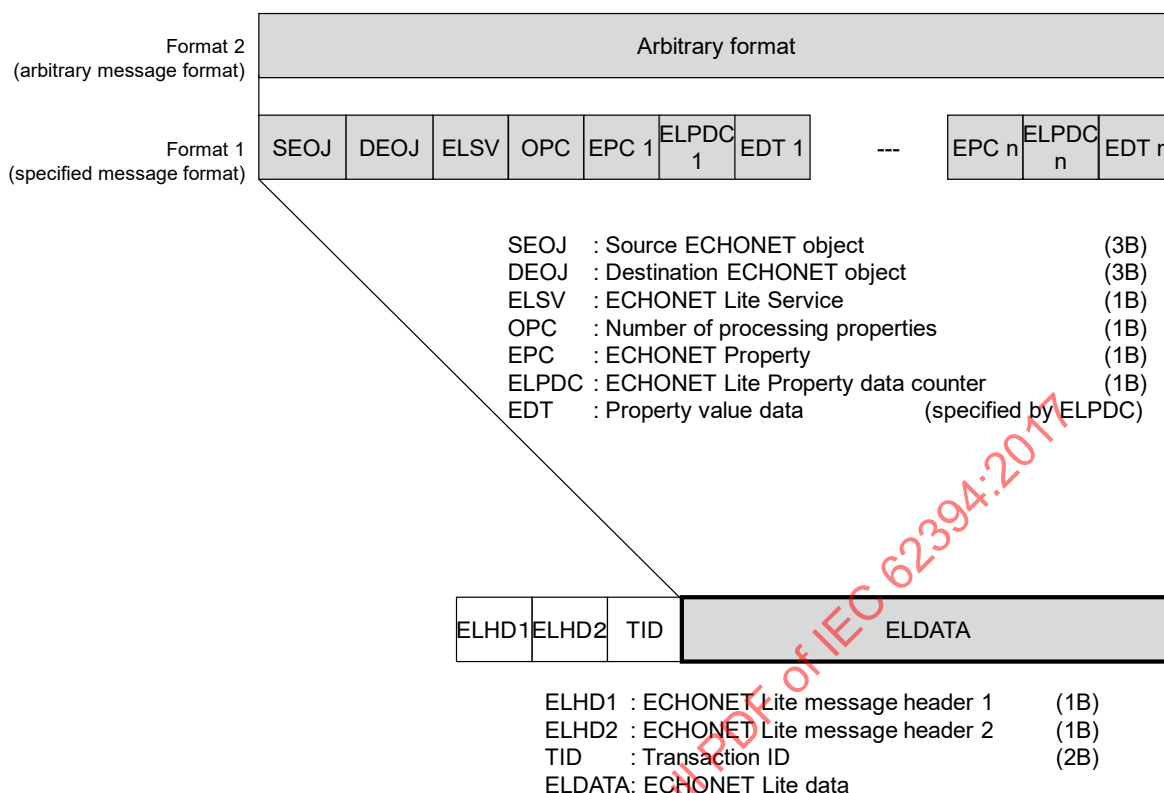 Format 2
(arbitrary message format)
Arbitrary format
Format 1
(specified message format)
SEOJ DEOJ ELSV OPC EPC 1 ELPDC 1 EDT 1 --- EPC n ELPDC n EDT n
SEOJ : Source ECHONET object (3B)
DEOJ : Destination ECHONET object (3B)
ELSV : ECHONET Lite Service (1B)
OPC : Number of processing properties (1B)
EPC : ECHONET Property (1B)
ELPDC : ECHONET Lite Property data counter (1B)
EDT : Property value data (specified by ELPDC)
ELHD1 ELHD2 TID ELDATA
ELHD1 : ECHONET Lite message header 1 (1B)
ELHD2 : ECHONET Lite message header 2 (1B)
TID : Transaction ID (2B)
ELDATA: ECHONET Lite data
PDF of IEC 62394:2017